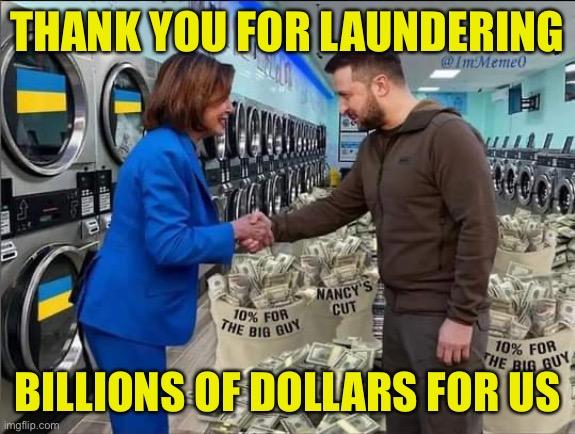 THANK YOU FOR LAUNDERING
@ImMeme0
10% FOR
THE BIG GUY
NANCY'S
CUT
10% FOR
THE BIG GUY
BILLIONS OF DOLLARS FOR US
imgflip.com